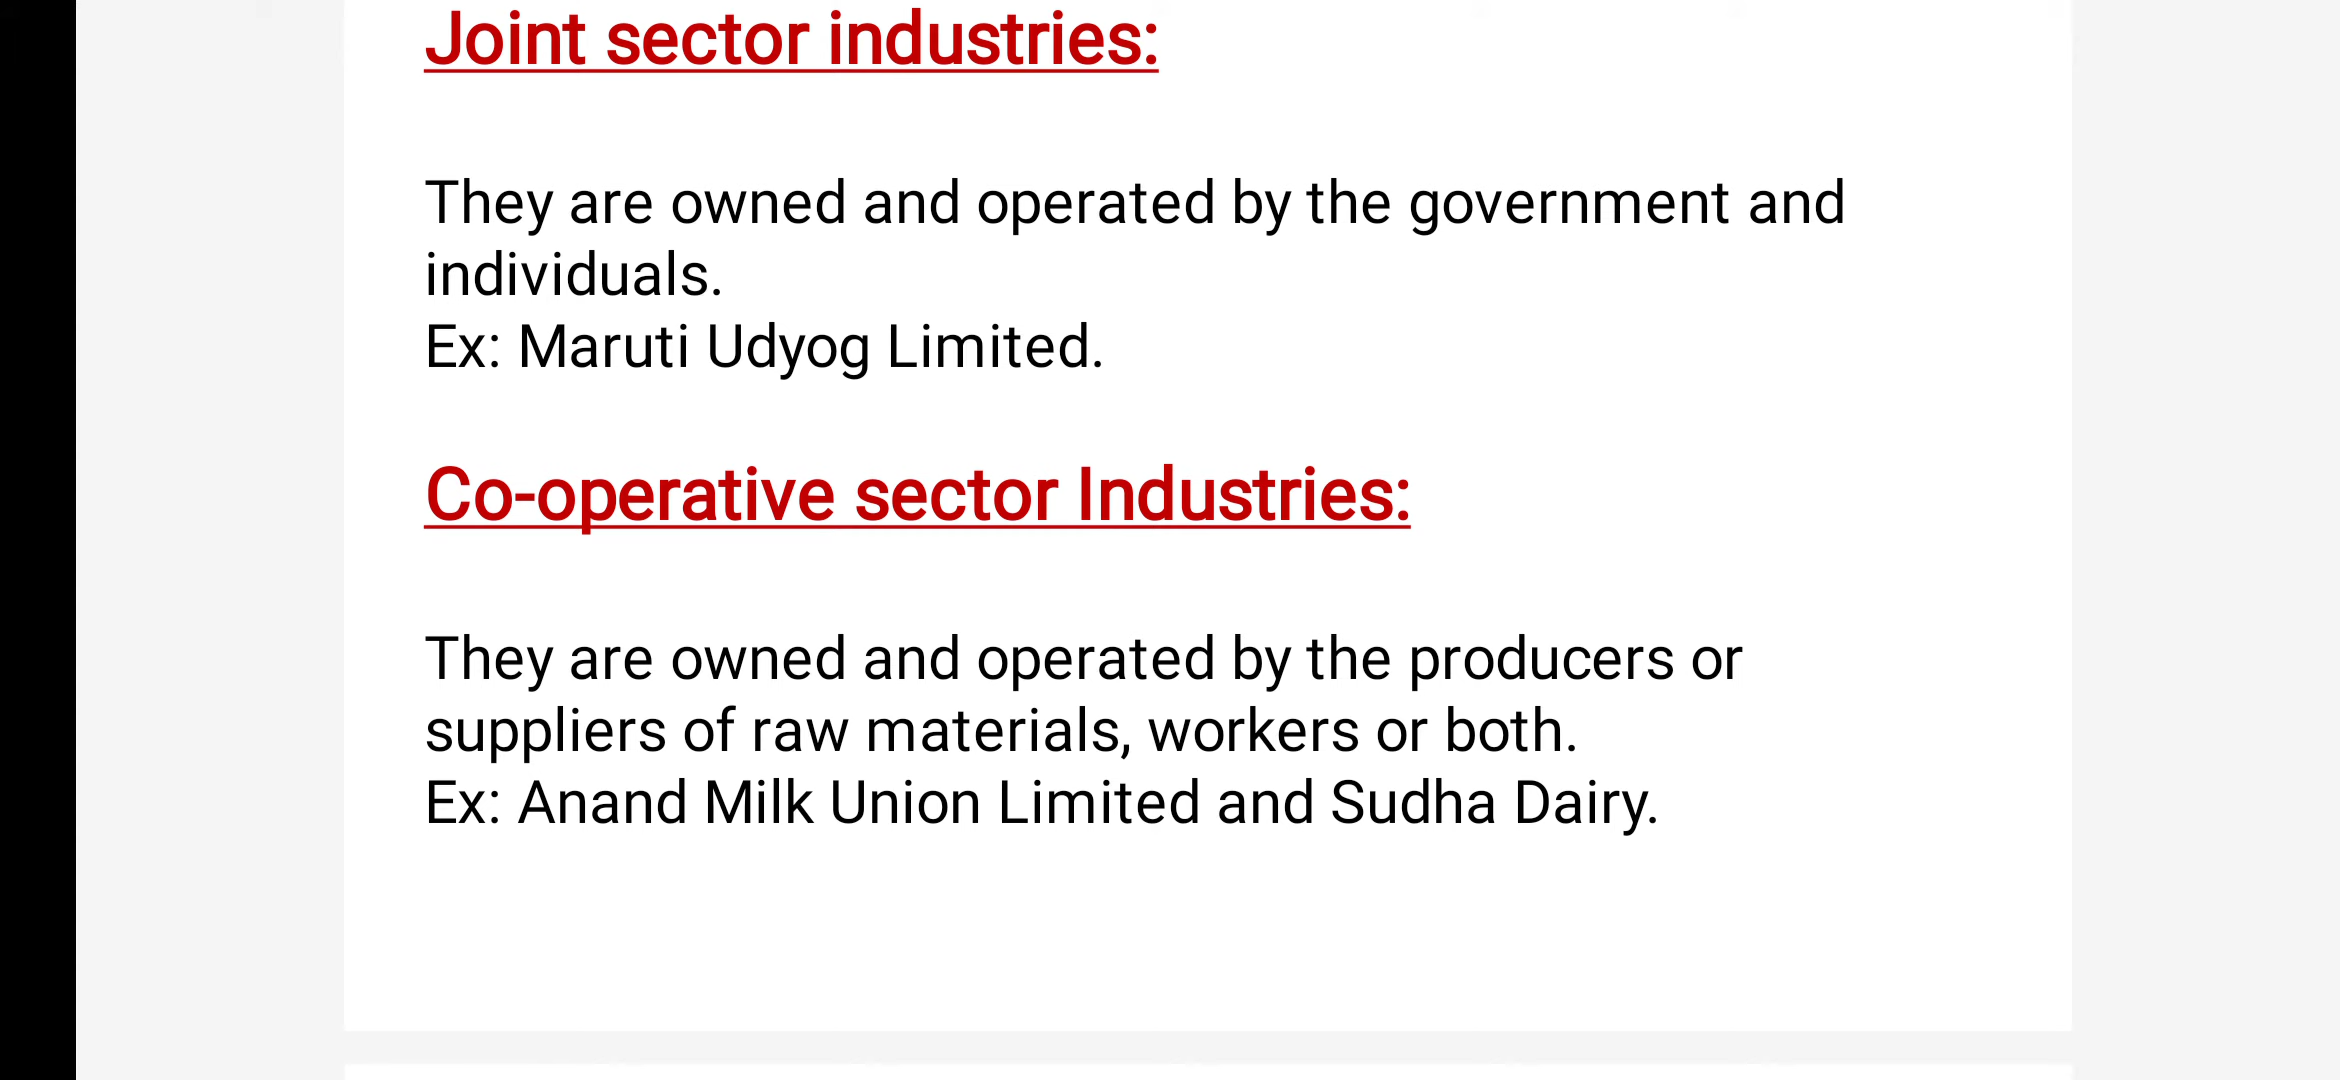 Joint sector industries:
They are owned and operated by the government and
individuals.
Ex: Maruti Udyog Limited.
Co-operative sector Industries:
They are owned and operated by the producers or
suppliers of raw materials, workers or both.
Ex: Anand Milk Union Limited and Sudha Dairy.